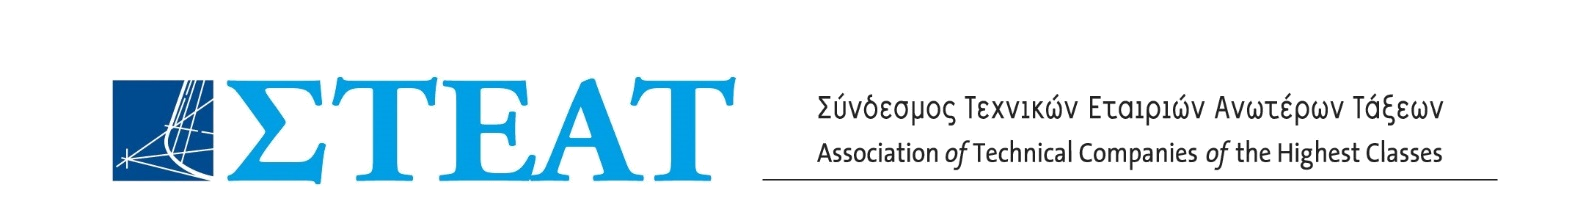 ΣΤΕΑΤ
Σύνδεσμος Τεχνικών Εταιριών Ανωτέρων Τάξεων
Association of Technical Companies of the Highest Classes